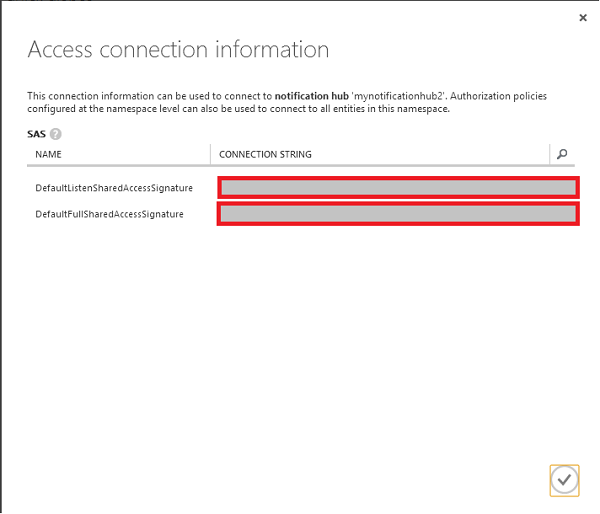 Access connection information
This connection information can be used to connect to notification hub 'mynotificationhub2'. Authorization policies
configured at the namespace level can also be used to connect to all entities in this namespace.
SAS ?
NAME CONNECTION STRING
DefaultListenSharedAccessSignature
DefaultFullSharedAccessSignature